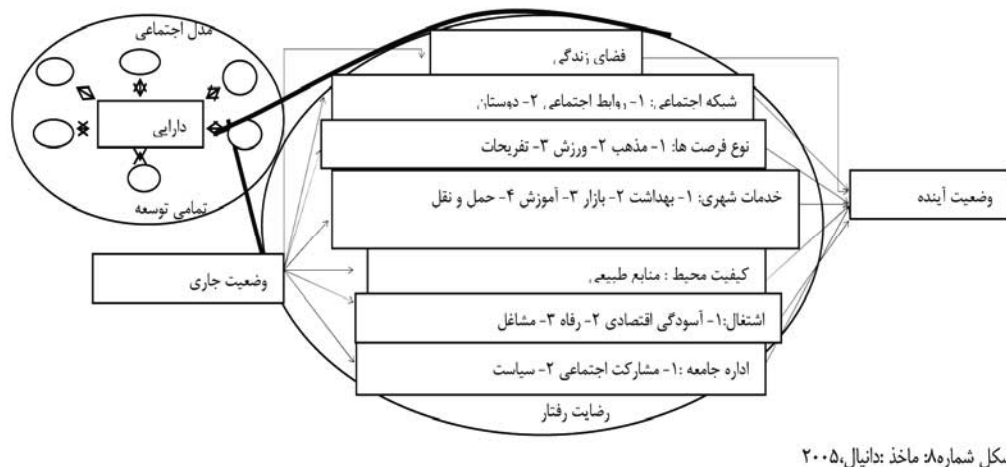 مدل اجتماعی
دارایی
تمامی توسعه
وضعیت جاری
فضای زندگی
شبکه اجتماعی: ۱- روابط اجتماعی ۲- دوستان
نوع فرصت ها: ۱- مذهب ۲- ورزش ۳- تفریحات
خدمات شهری: ۱- بهداشت ۲- بازار ۳- آموزش ۴- حمل و نقل
کیفیت محیط : منابع طبیعی
اشتغال:۱- آسودگی اقتصادی ۲- رفاه ۳- مشاغل
اداره جامعه :۱- مشارکت اجتماعی ۲- سیاست
رضایت رفتار
وضعیت آینده
شکل شماره۸: ماخذ :دانیال،۲۰۰۵